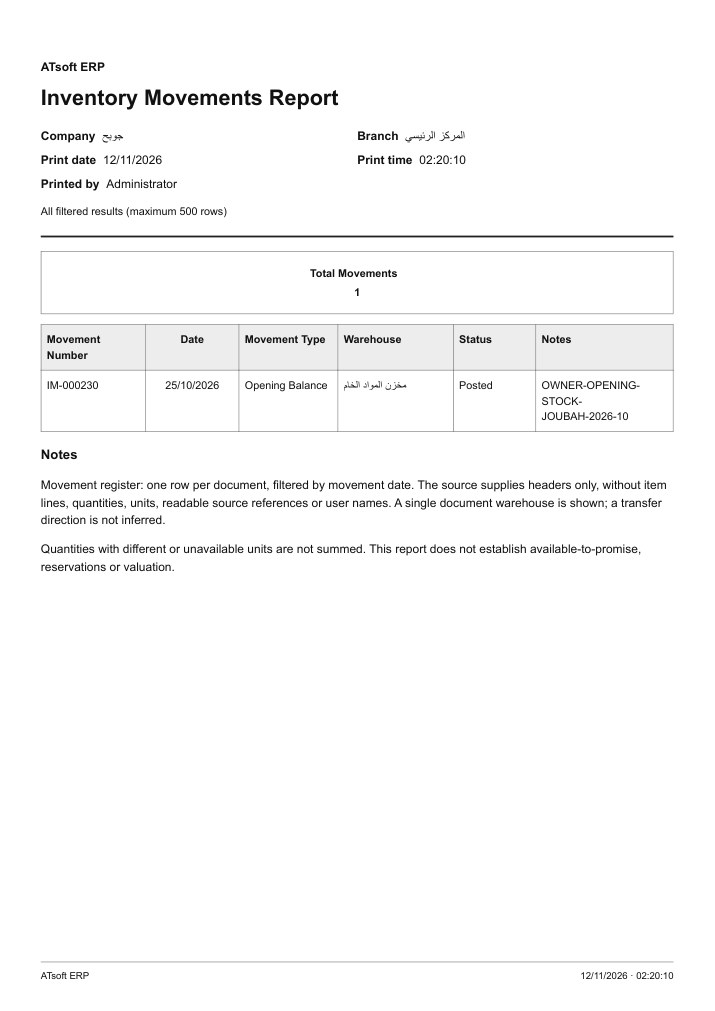 ATsoft ERP
Inventory Movements Report
Company جوبح
Branch المركز الرئيسي
Print date 12/11/2026
Print time 02:20:10
Printed by Administrator
All filtered results (maximum 500 rows)
Total Movements
1
Movement Number | Date | Movement Type | Warehouse | Status | Notes
IM-000230 | 25/10/2026 | Opening Balance | مخزن المواد الخام | Posted | OWNER-OPENING-STOCK-JOUBAH-2026-10
Notes
Movement register: one row per document, filtered by movement date. The source supplies headers only, without item
lines, quantities, units, readable source references or user names. A single document warehouse is shown; a transfer
direction is not inferred.
Quantities with different or unavailable units are not summed. This report does not establish available-to-promise,
reservations or valuation.
ATsoft ERP
12/11/2026 · 02:20:10